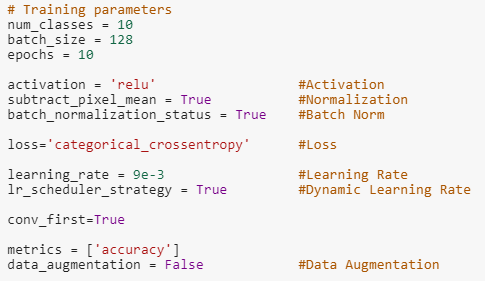 # Training parameters
num_classes = 10
batch_size = 128
epochs = 10
activation = 'relu' #Activation
subtract_pixel_mean = True #Normalization
batch_normalization_status = True #Batch Norm
loss='categorical_crossentropy' #Loss
learning_rate = 9e-3 #Learning Rate
lr_scheduler_strategy = True #Dynamic Learning Rate
conv_first=True
metrics = ['accuracy']
data_augmentation = False #Data Augmentation